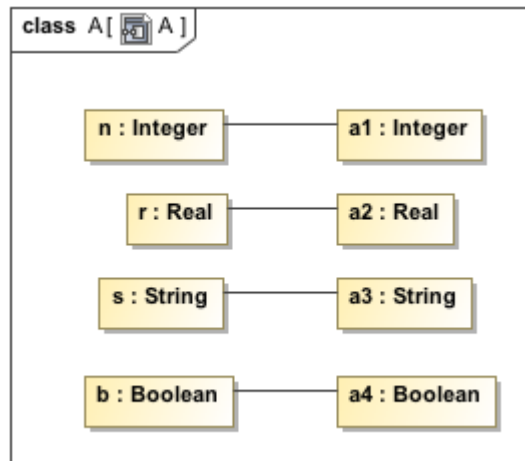 class A [ A ]
n : Integer a1 : Integer
r : Real a2 : Real
s : String a3 : String
b : Boolean a4 : Boolean